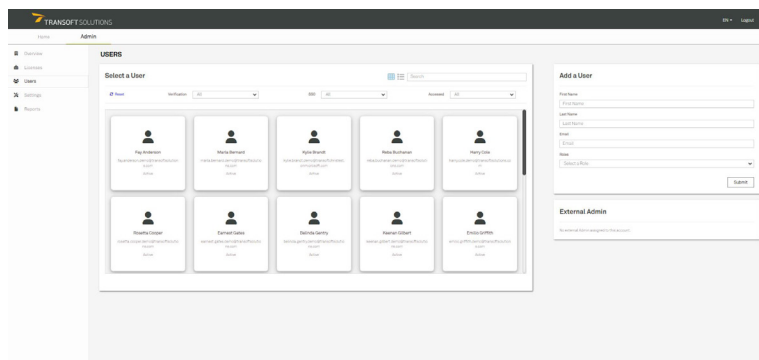 TRANSOFT SOLUTIONS
EN
Logout
Home
Admin
Overview
Licenses
Users
Settings
Reports
USERS
Select a User
Search
Reset
Verification
All
SSO
All
Accessed
All
Fay Anderson
Active
Maria Bernard
Active
Kylie Brandt
Active
Reba Buchanan
Active
Harry Cole
Active
Rosetta Cooper
Active
Earnest Gates
Active
Belinda Gentry
Active
Keenan Gilbert
Active
Emilio Griffith
Active
Add a User
First Name
First Name
Last Name
Last Name
Email
Email
Roles
Select a Role
Submit
External Admin